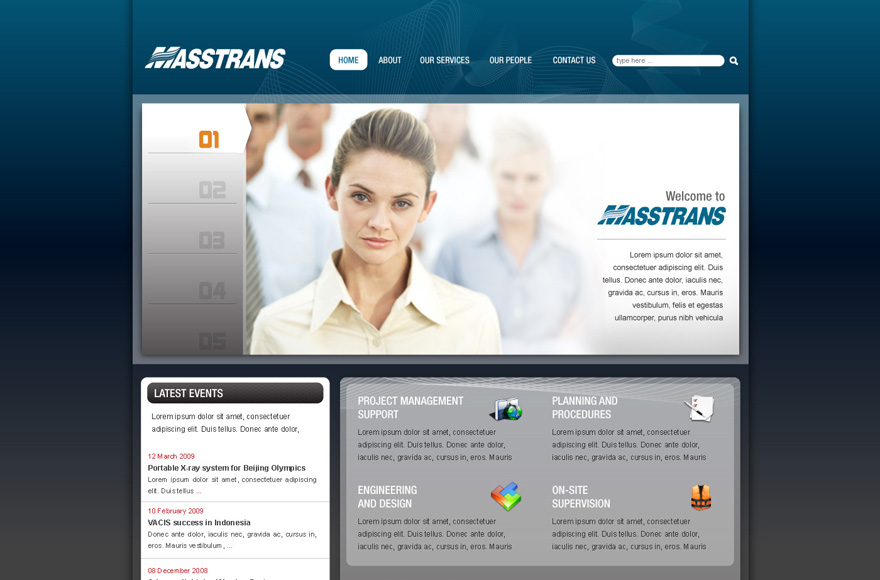 MASSTRANS
HOME
ABOUT
OUR SERVICES
OUR PEOPLE
CONTACT US
type here ...
01
02
03
04
05
Welcome to
MASSTRANS
Lorem ipsum dolor sit amet,
consectetuer adipiscing elit. Duis
tellus. Donec ante dolor, iaculis nec,
gravida ac, cursus in, eros. Mauris
vestibulum, felis et egestas
ullamcorper, purus nibh vehicula
LATEST EVENTS
Lorem ipsum dolor sit amet, consectetuer
adipiscing elit. Duis tellus. Donec ante dolor,
12 March 2009
Portable X-ray system for Beijing Olympics
Lorem ipsum dolor sit amet, consectetuer adipiscing
elit. Duis tellus ...
10 February 2009
VACIS success in Indonesia
Donec ante dolor, iaculis nec, gravida ac, cursus in,
eros. Mauris vestibulum, ...
08 December 2008
PROJECT MANAGEMENT
SUPPORT
Lorem ipsum dolor sit amet, consectetuer
adipiscing elit. Duis tellus. Donec ante dolor,
iaculis nec, gravida ac, cursus in, eros. Mauris
PLANNING AND
PROCEDURES
Lorem ipsum dolor sit amet, consectetuer
adipiscing elit. Duis tellus. Donec ante dolor,
iaculis nec, gravida ac, cursus in, eros. Mauris
ENGINEERING
AND DESIGN
Lorem ipsum dolor sit amet, consectetuer
adipiscing elit. Duis tellus. Donec ante dolor,
iaculis nec, gravida ac, cursus in, eros. Mauris
ON-SITE
SUPERVISION
Lorem ipsum dolor sit amet, consectetuer
adipiscing elit. Duis tellus. Donec ante dolor,
iaculis nec, gravida ac, cursus in, eros. Mauris